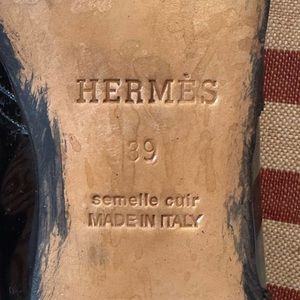 HERMÈS
39
semelle cuir
MADE IN ITALY